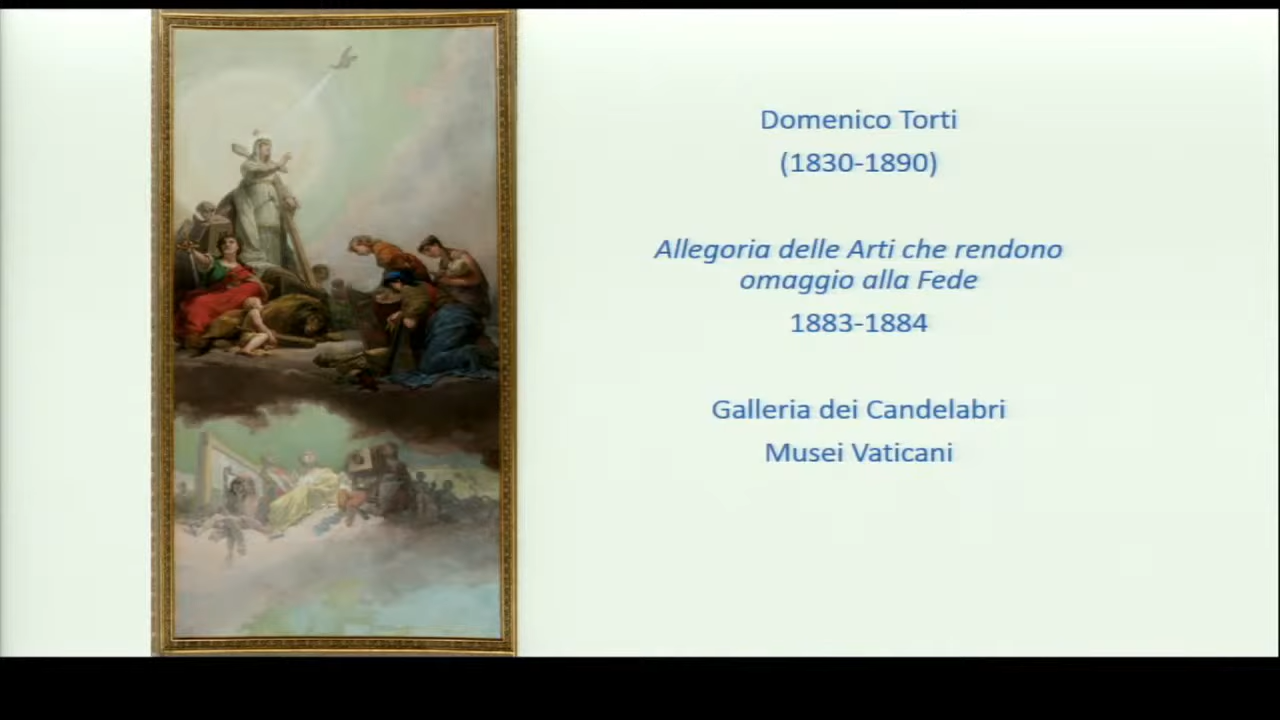 Domenico Torti
(1830-1890)
Allegoria delle Arti che rendono
omaggio alla Fede
1883-1884
Galleria dei Candelabri
Musei Vaticani